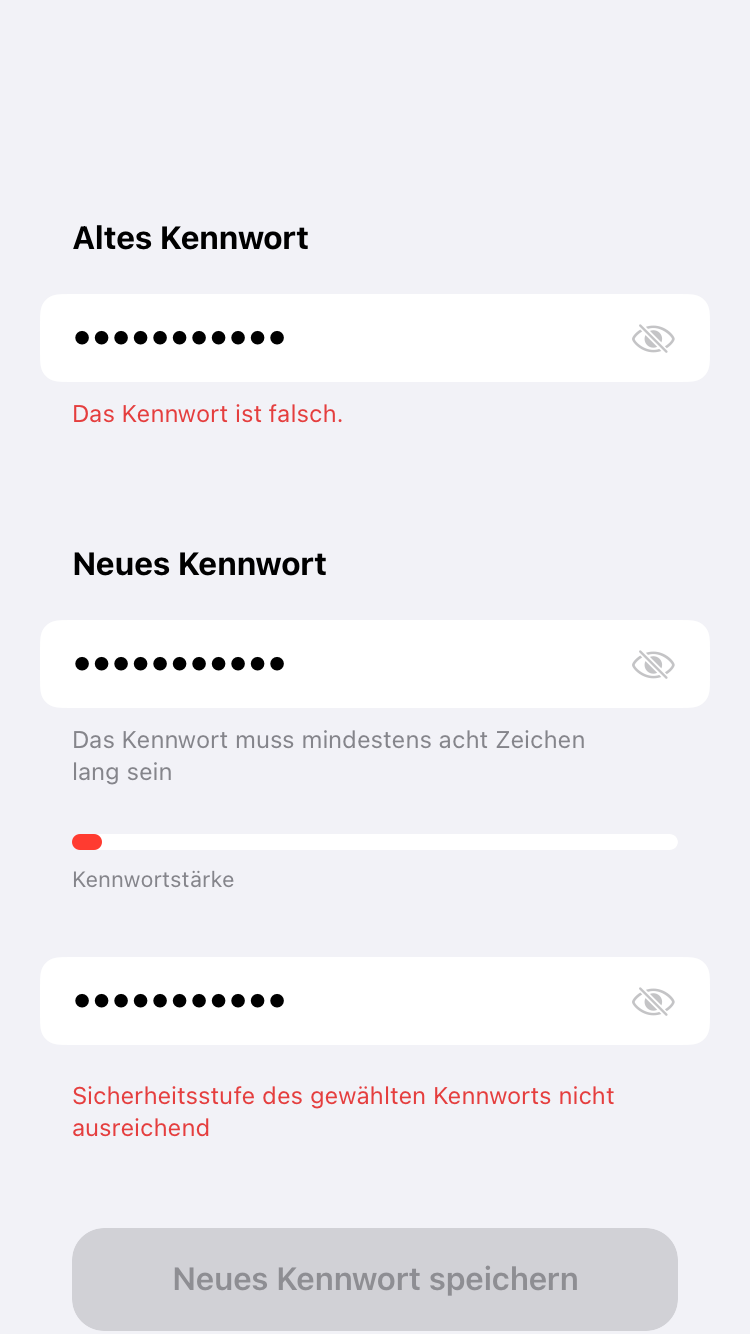 Altes Kennwort
•••••••••••
Das Kennwort ist falsch.
Neues Kennwort
•••••••••••
Das Kennwort muss mindestens acht Zeichen
lang sein
Kennwortstärke
•••••••••••
Sicherheitsstufe des gewählten Kennworts nicht
ausreichend
Neues Kennwort speichern